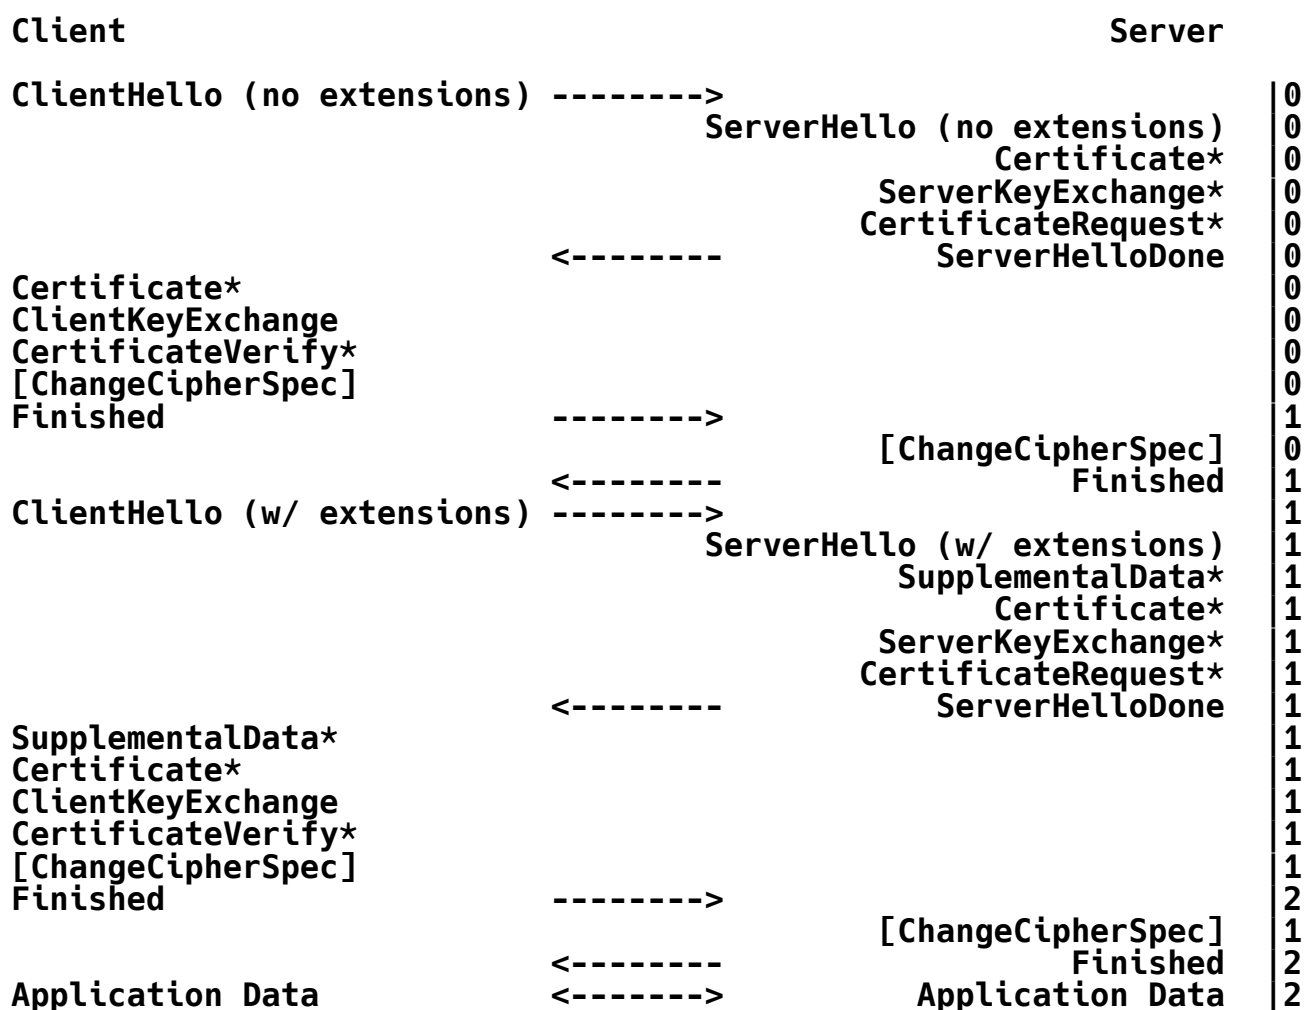 Client                                                   Server

ClientHello (no extensions) -------->                             |0
                                    ServerHello (no extensions)  |0
                                                   Certificate*  |0
                                             ServerKeyExchange*  |0
                                            CertificateRequest*  |0
                            <--------           ServerHelloDone  |0
Certificate*                                                     |0
ClientKeyExchange                                                |0
CertificateVerify*                                               |0
[ChangeCipherSpec]                                               |0
Finished                    -------->                            |1
                                             [ChangeCipherSpec]  |0
                            <--------                  Finished  |1
ClientHello (w/ extensions) -------->                            |1
                                    ServerHello (w/ extensions)  |1
                                              SupplementalData*  |1
                                                   Certificate*  |1
                                             ServerKeyExchange*  |1
                                            CertificateRequest*  |1
                            <--------           ServerHelloDone  |1
SupplementalData*                                                |1
Certificate*                                                     |1
ClientKeyExchange                                                |1
CertificateVerify*                                               |1
[ChangeCipherSpec]                                               |1
Finished                    -------->                            |2
                                             [ChangeCipherSpec]  |1
                            <--------                  Finished  |2
Application Data            <------->          Application Data  |2